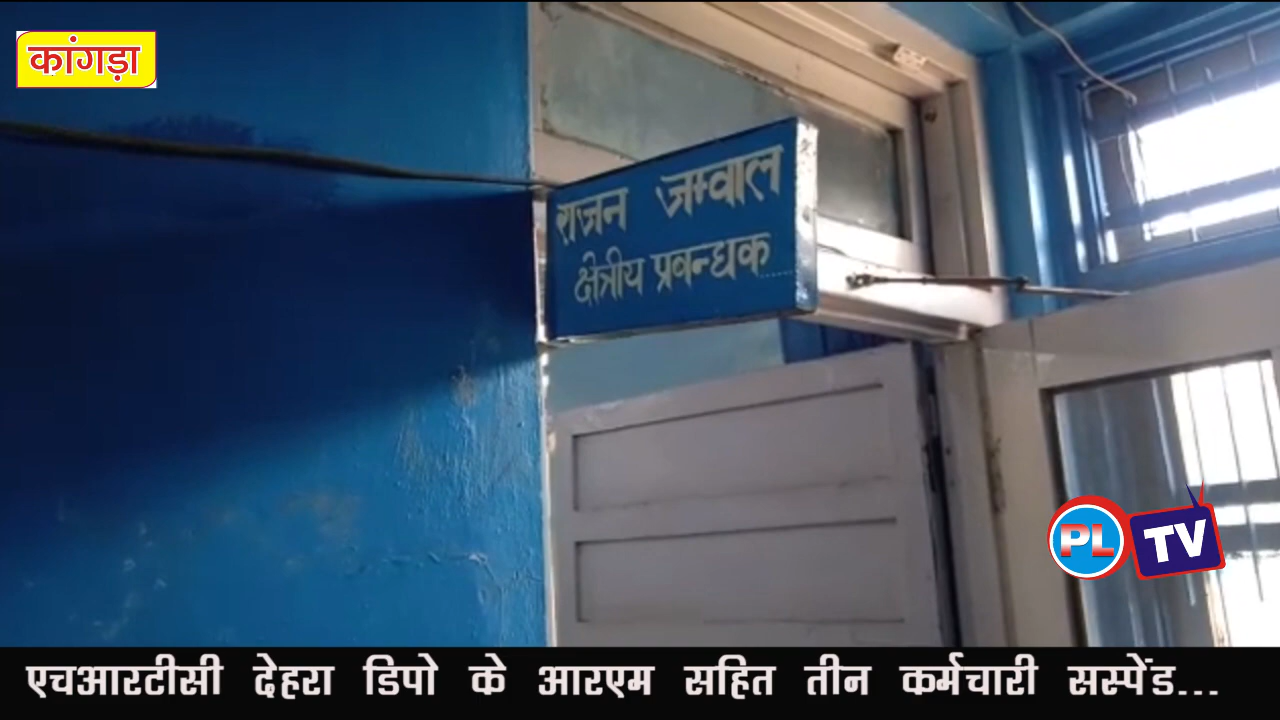 कांगड़ा
राजन जम्वाल
क्षेत्रीय प्रबन्धक
PL TV
एचआरटीसी देहरा डिपो के आरएम सहित तीन कर्मचारी सस्पेंड...